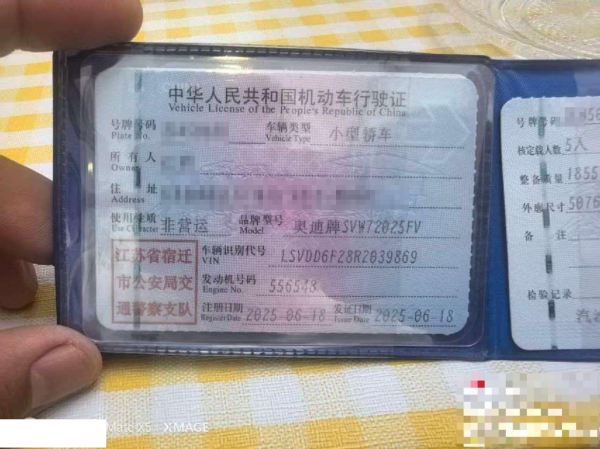 中华人民共和国机动车行驶证
Vehicle License of the People's Republic of China
号牌号码
Plate No.
车辆类型 小型轿车
Vehicle Type
所有人
Owner
住址
Address
使用性质 非营运
Use Character
品牌型号 奥迪牌SVW72025FV
Model
江苏省宿迁
市公安局交
通警察支队
车辆识别代号 LSVDD6FZ8R2039869
VIN
发动机号码 556548
Engine No.
注册日期 2025-06-18
Register Date
发证日期 2025-06-18
Issue Date
号牌号码
核定载人数 5人
整备质量 1855
外廓尺寸 5076
备注
检验记录
XMAGE